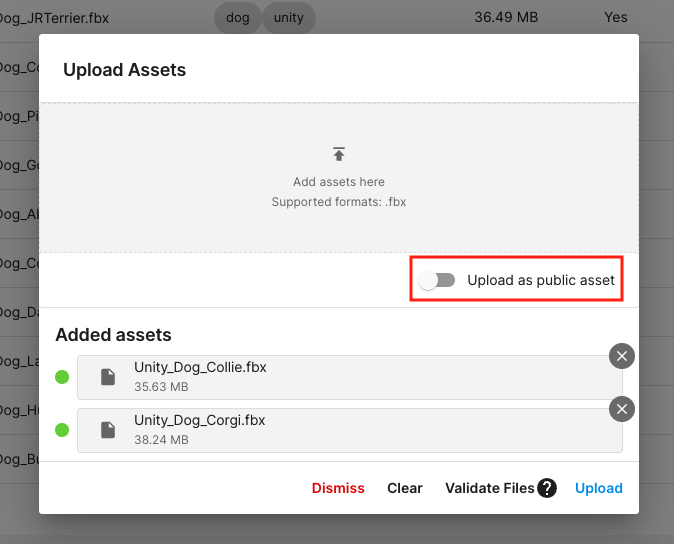 Dog_JRTerrier.fbx dog unity 36.49 MB Yes
Upload Assets
Dog_Co
Dog_Pi
Add assets here
Dog_Go
Supported formats: .fbx
Dog_Al
Dog_Co
Upload as public asset
Dog_Da
Added assets
Dog_La
Unity_Dog_Collie.fbx
35.63 MB
Dog_Hu
Unity_Dog_Corgi.fbx
38.24 MB
Dog_Bu
Dismiss Clear Validate Files ? Upload